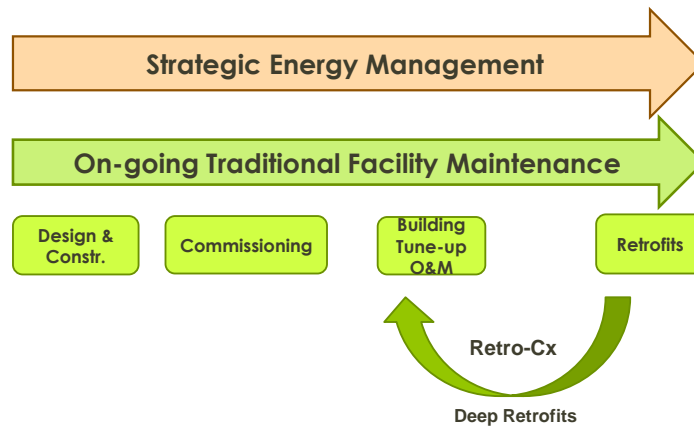 Strategic Energy Management
On-going Traditional Facility Maintenance
Design &
Constr.
Commissioning
Building
Tune-up
O&M
Retrofits
Retro-Cx
Deep Retrofits